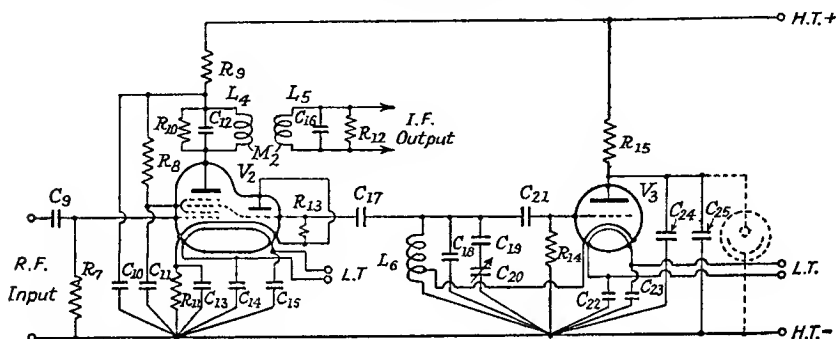 H.T.+
R9
L4 L5
R10 C12 C16 R12 I.F. Output
R8 M2 R15
V2
C9 R13 C17 C21 V3 C24 C25
R.F. Input
R7 C10 C11 R11 C13 C14 C15 L.T
L6 C18 C19 C20 R14 C22 C23 L.T.
H.T.-